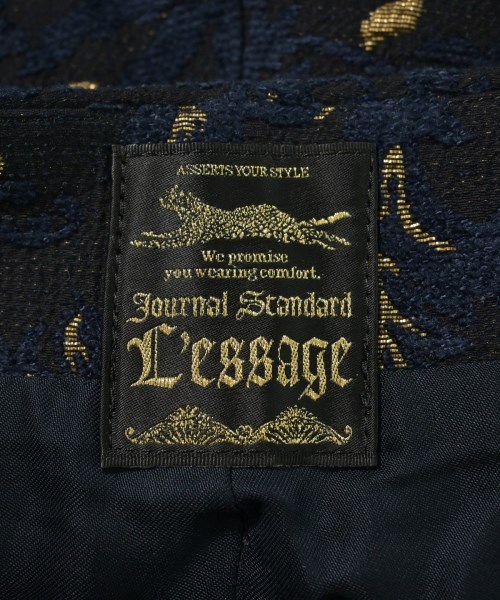 ASSERTS YOUR STYLE
We promise
you wearing comfort.
Journal Standard
L'essage